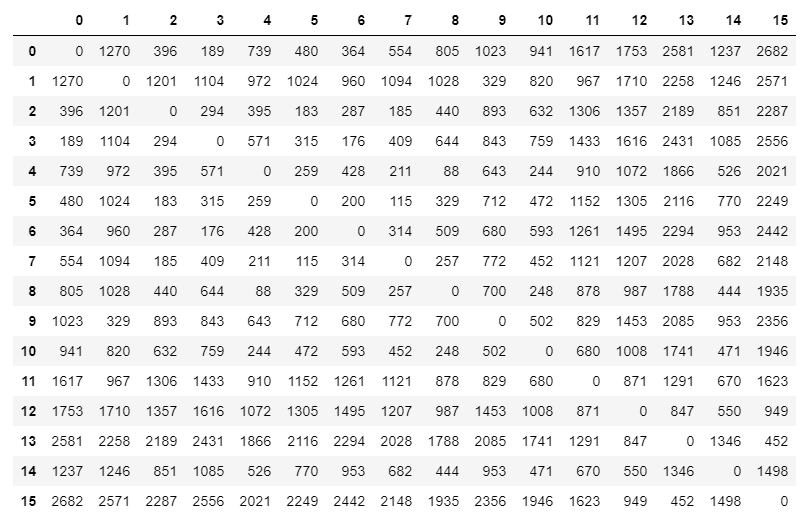 0 1 2 3 4 5 6 7 8 9 10 11 12 13 14 15
0 0 1270 396 189 739 480 364 554 805 1023 941 1617 1753 2581 1237 2682
1 1270 0 1201 1104 972 1024 960 1094 1028 329 820 967 1710 2258 1246 2571
2 396 1201 0 294 395 183 287 185 440 893 632 1306 1357 2189 851 2287
3 189 1104 294 0 571 315 176 409 644 843 759 1433 1616 2431 1085 2556
4 739 972 395 571 0 259 428 211 88 643 244 910 1072 1866 526 2021
5 480 1024 183 315 259 0 200 115 329 712 472 1152 1305 2116 770 2249
6 364 960 287 176 428 200 0 314 509 680 593 1261 1495 2294 953 2442
7 554 1094 185 409 211 115 314 0 257 772 452 1121 1207 2028 682 2148
8 805 1028 440 644 88 329 509 257 0 700 248 878 987 1788 444 1935
9 1023 329 893 843 643 712 680 772 700 0 502 829 1453 2085 953 2356
10 941 820 632 759 244 472 593 452 248 502 0 680 1008 1741 471 1946
11 1617 967 1306 1433 910 1152 1261 1121 878 829 680 0 871 1291 670 1623
12 1753 1710 1357 1616 1072 1305 1495 1207 987 1453 1008 871 0 847 550 949
13 2581 2258 2189 2431 1866 2116 2294 2028 1788 2085 1741 1291 847 0 1346 452
14 1237 1246 851 1085 526 770 953 682 444 953 471 670 550 1346 0 1498
15 2682 2571 2287 2556 2021 2249 2442 2148 1935 2356 1946 1623 949 452 1498 0